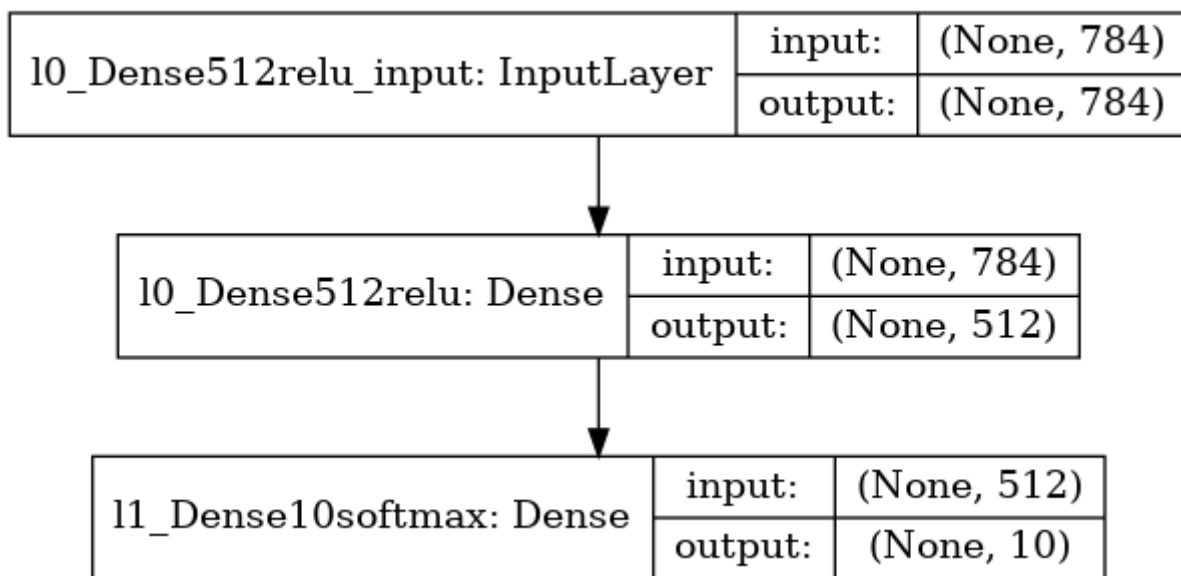 l0_Dense512relu_input: InputLayer
input: (None, 784)
output: (None, 784)
l0_Dense512relu: Dense
input: (None, 784)
output: (None, 512)
l1_Dense10softmax: Dense
input: (None, 512)
output: (None, 10)